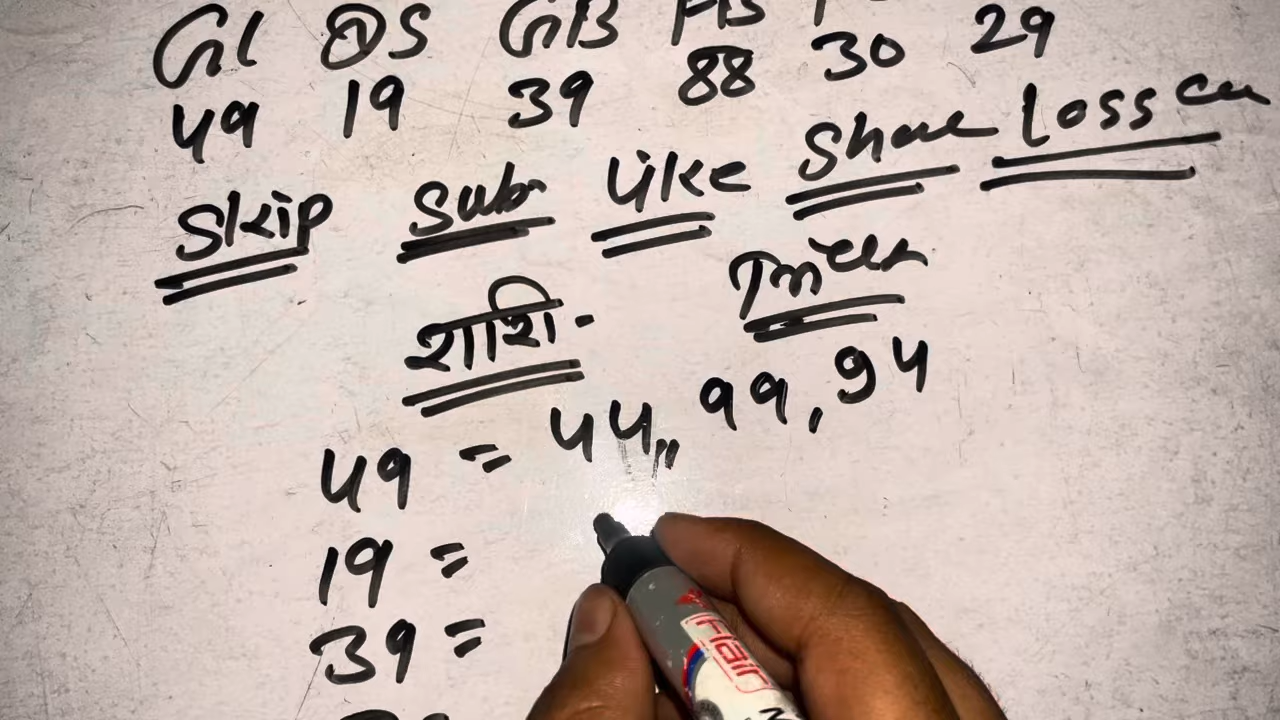 GL DS GB FB 29
49 19 39 88 30
Skip Sub Like Share Loss
राशि- Trick
49 = 44,, 99, 94
19 =
39 =
Hair